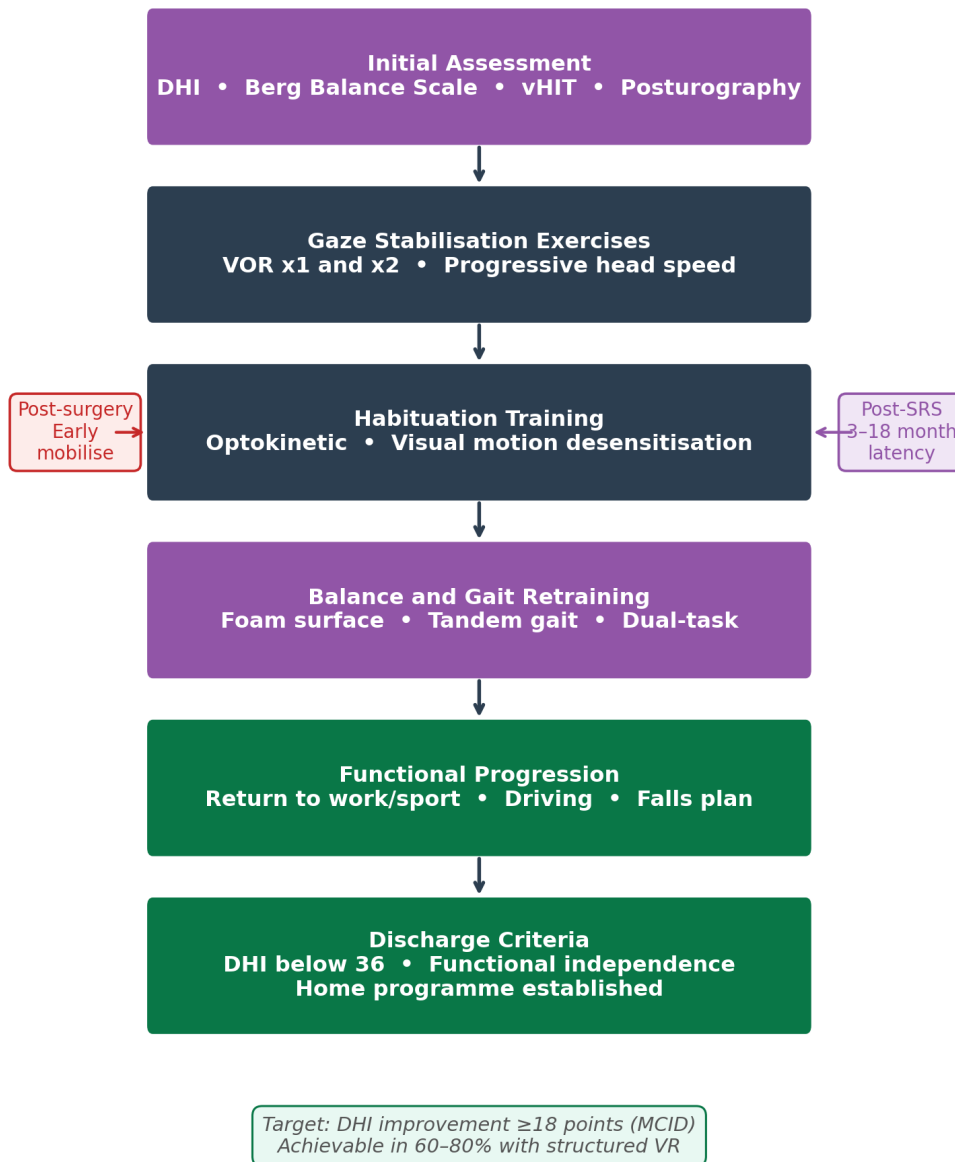 Initial Assessment
DHI • Berg Balance Scale • vHIT • Posturography
Gaze Stabilisation Exercises
VOR x1 and x2 • Progressive head speed
Habituation Training
Optokinetic • Visual motion desensitisation
Post-surgery
Early
mobilise
Post-SRS
3–18 month
latency
Balance and Gait Retraining
Foam surface • Tandem gait • Dual-task
Functional Progression
Return to work/sport • Driving • Falls plan
Discharge Criteria
DHI below 36 • Functional independence
Home programme established
Target: DHI improvement ≥18 points (MCID)
Achievable in 60–80% with structured VR